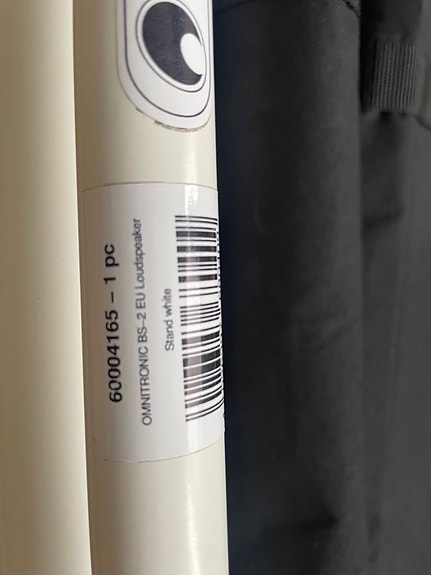 60004165 – 1 pc
OMNITRONIC BS-2 EU Loudspeaker
Stand white